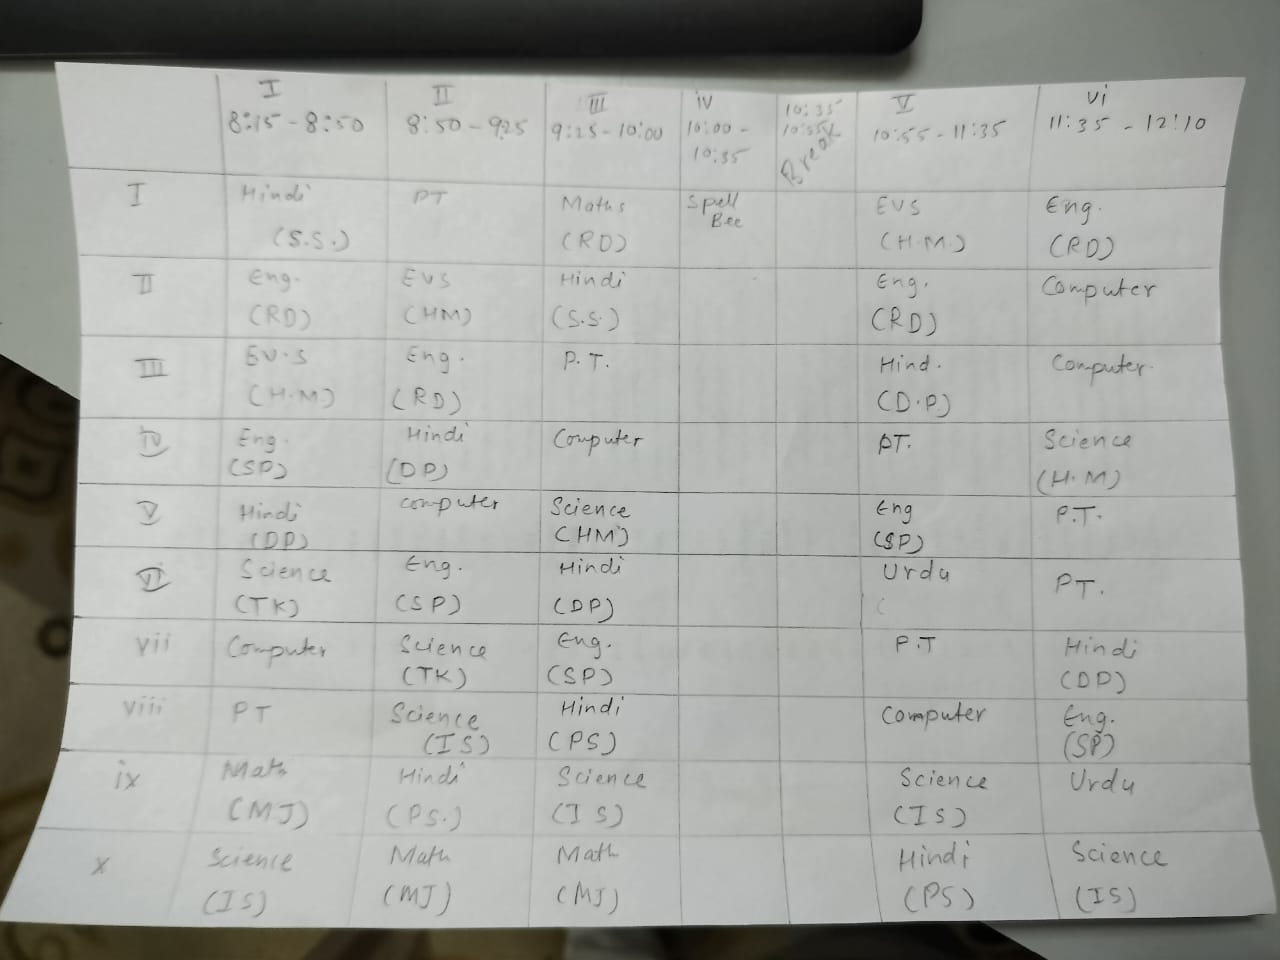 I II III iv V vi
8:15 - 8:50 8:50 - 925 9:25 - 10:00 10:00 - 10:35 10:35 10:55 Break 10:55 - 11:35 11:35 - 12:10
I Hindi PT Maths Spell Bee EVS Eng.
(S.S.) (RD) (H.M.) (RD)
II Eng. EVS Hindi Eng. Computer
(RD) (HM) (S.S.) (RD)
III EV.S Eng. P.T. Hind. Computer
(H.M) (RD) (D.P)
IV Eng. Hindi Computer PT. Science
(SP) (DP) (H.M)
V Hindi computer Science Eng P.T.
(DP) (HM) (SP)
VI Science Eng. Hindi Urdu PT.
(TK) (SP) (DP) (
vii Computer Science Eng. P.T Hindi
(TK) (SP) (DP)
viii PT Science Hindi Computer Eng.
(IS) (PS) (SP)
ix Math Hindi Science Science Urdu
(MJ) (PS.) (IS) (IS)
x Science Math Math Hindi Science
(IS) (MJ) (MJ) (PS) (IS)